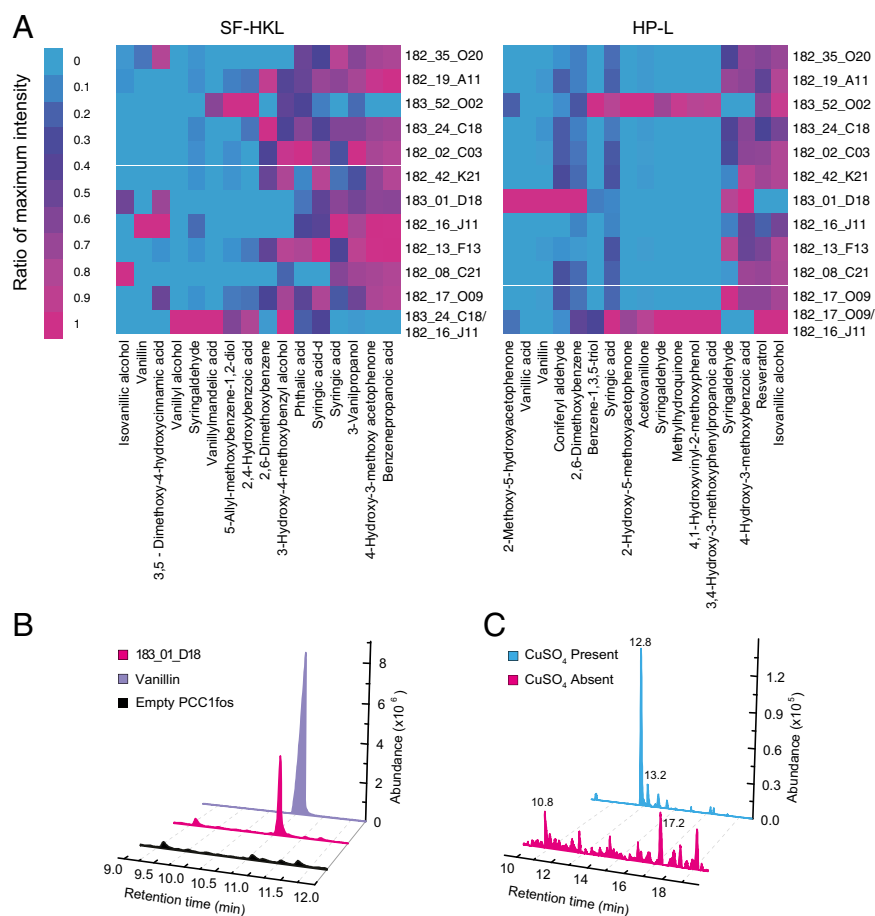 A
SF-HKL
HP-L
Ratio of maximum intensity
0
0.1
0.2
0.3
0.4
0.5
0.6
0.7
0.8
0.9
1
182_35_O20
182_19_A11
183_52_O02
183_24_C18
182_02_C03
182_42_K21
183_01_D18
182_16_J11
182_13_F13
182_08_C21
182_17_O09
183_24_C18/
182_16_J11
182_35_O20
182_19_A11
183_52_O02
183_24_C18
182_02_C03
182_42_K21
183_01_D18
182_16_J11
182_13_F13
182_08_C21
182_17_O09
182_17_O09/
182_16_J11
Isovanillic alcohol
Vanillin
3,5 - Dimethoxy-4-hydroxycinnamic acid
Vanillyl alcohol
Syringaldehyde
Vanillylmandelic acid
5-Allyl-methoxybenzene-1,2-diol
2,4-Hydroxybenzoic acid
2,6-Dimethoxybenzene
3-Hydroxy-4-methoxybenzyl alcohol
Phthalic acid
Syringic acid-d
Syringic acid
3-Vanilpropanol
4-Hydroxy-3-methoxy acetophenone
Benzenepropanoic acid
2-Methoxy-5-hydroxyacetophenone
Vanillic acid
Vanillin
Coniferyl aldehyde
2,6-Dimethoxybenzene
Benzene-1,3,5-triol
Syringic acid
2-Hydroxy-5-methoxyacetophenone
Acetovanillone
Syringaldehyde
Methylhydroquinone
4,1-Hydroxyvinyl-2-methoxyphenol
3,4-Hydroxy-3-methoxyphenylpropanoic acid
Syringaldehyde
4-Hydroxy-3-methoxybenzoic acid
Resveratrol
Isovanillic alcohol
B
183_01_D18
Vanillin
Empty PCC1fos
8
6
4
2
0
Abundance (x10⁻⁶)
9.0
9.5
10.0
10.5
11.0
11.5
12.0
Retention time (min)
C
CuSO₄ Present
CuSO₄ Absent
12.8
13.2
10.8
17.2
1.2
0.9
0.6
0.3
0.0
Abundance (x10⁻⁵)
10
12
14
16
18
Retention time (min)